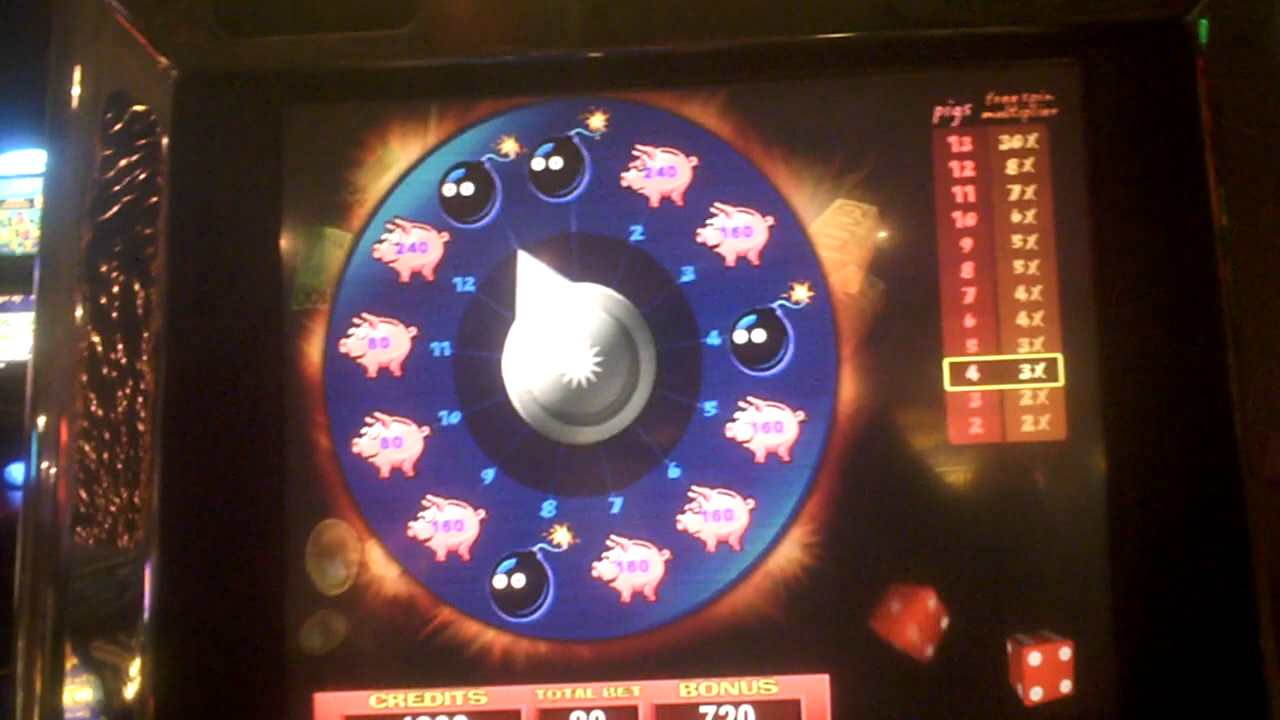 pigs free spin multiplier
13 30X
12 8X
11 7X
10 6X
9 5X
8 5X
7 4X
6 4X
5 3X
4 3X
3 2X
2 2X
240
160
160
160
160
160
80
80
240
2
3
4
5
6
7
8
9
10
11
12
100
CREDITS TOTAL BET BONUS
80 720